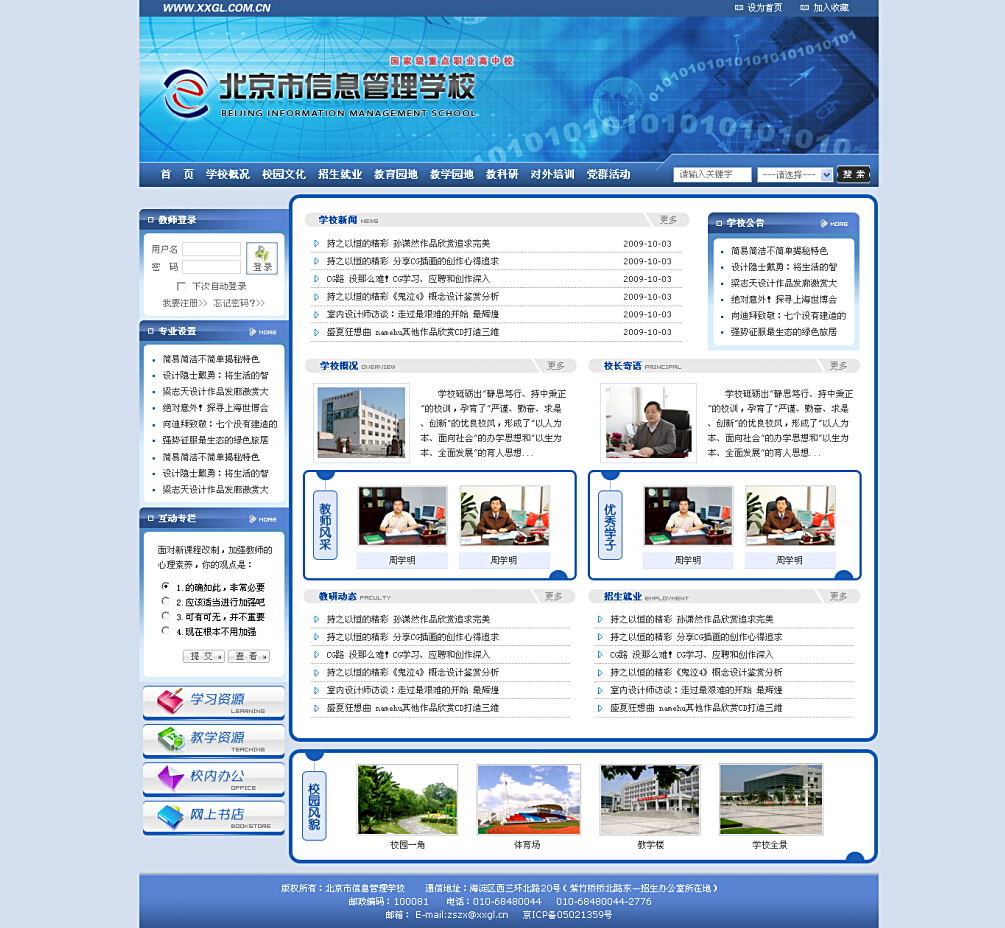 WWW.XXGL.COM.CN
设为首页 加入收藏
国家级重点职业高中校
北京市信息管理学校
BEIJING INFORMATION MANAGEMENT SCHOOL
首 页 学校概况 校园文化 招生就业 教育园地 教学园地 教科研 对外培训 党群活动
请输入关键字 ---请选择--- 搜 索
教师登录
用户名
密 码
登 录
下次自动登录
我要注册>> 忘记密码?>>
专业设置 MORE
简易简洁不简单揭秘特色
设计隐士戴勇：将生活的智
梁志天设计作品发廊激赏大
绝对意外! 探寻上海世博会
向迪拜致敬：七个没有建造的
强势征服最生态的绿色旅居
简易简洁不简单揭秘特色
设计隐士戴勇：将生活的智
梁志天设计作品发廊激赏大
互动专栏 MORE
面对新课程改制，加强教师的
心理素养，你的观点是：
1.的确如此，非常必要
2.应该适当进行加强吧
3.可有可无，并不重要
4.现在根本不用加强
提 交 查 看
学习资源
LEARNING
教学资源
TEACHING
校内办公
OFFICE
网上书店
BOOKSTORE
学校新闻 NEWS 更多
持之以恒的精彩 孙潇然作品欣赏追求完美 2009-10-03
持之以恒的精彩 分享CG插画的创作心得追求 2009-10-03
CG路 没那么难! CG学习、应聘和创作深入 2009-10-03
持之以恒的精彩《鬼泣4》概念设计鉴赏分析 2009-10-03
室内设计师访谈：走过最艰难的开始 最辉煌 2009-10-03
盛夏狂想曲 namehu其他作品欣赏CD打造三维 2009-10-03
学校公告 MORE
简易简洁不简单揭秘特色
设计隐士戴勇：将生活的智
梁志天设计作品发廊激赏大
绝对意外! 探寻上海世博会
向迪拜致敬：七个没有建造的
强势征服最生态的绿色旅居
学校概况 OVERVIEW 更多
学校砥砺出“静思笃行、持中秉正
”的校训，孕育了“严谨、勤奋、求是
、创新”的优良校风，形成了“以人为
本、面向社会”的办学思想和“以生为
本、全面发展”的育人思想...
校长寄语 PRINCIPAL 更多
学校砥砺出“静思笃行、持中秉正
”的校训，孕育了“严谨、勤奋、求是
、创新”的优良校风，形成了“以人为
本、面向社会”的办学思想和“以生为
本、全面发展”的育人思想...
教师风采
周学明 周学明
优秀学子
周学明 周学明
教研动态 FACULTY 更多
持之以恒的精彩 孙潇然作品欣赏追求完美
持之以恒的精彩 分享CG插画的创作心得追求
CG路 没那么难! CG学习、应聘和创作深入
持之以恒的精彩《鬼泣4》概念设计鉴赏分析
室内设计师访谈：走过最艰难的开始 最辉煌
盛夏狂想曲 namehu其他作品欣赏CD打造三维
招生就业 EMPLOYMENT 更多
持之以恒的精彩 孙潇然作品欣赏追求完美
持之以恒的精彩 分享CG插画的创作心得追求
CG路 没那么难! CG学习、应聘和创作深入
持之以恒的精彩《鬼泣4》概念设计鉴赏分析
室内设计师访谈：走过最艰难的开始 最辉煌
盛夏狂想曲 namehu其他作品欣赏CD打造三维
校园风貌
校园一角 体育场 教学楼 学校全景
版权所有：北京市信息管理学校 通信地址：海淀区西三环北路20号（紫竹桥桥北路东—招生办公室所在地）
邮政编码：100081 电话：010-68480044 010-68480044-2776
邮箱： E-mail:zszx@xxgl.cn 京ICP备05021359号